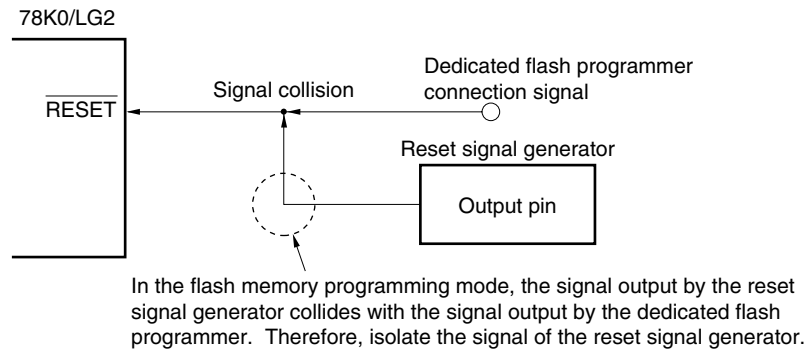 78K0/LG2
Dedicated flash programmer
connection signal
Signal collision
RESET
Reset signal generator
Output pin
In the flash memory programming mode, the signal output by the reset
signal generator collides with the signal output by the dedicated flash
programmer.  Therefore, isolate the signal of the reset signal generator.